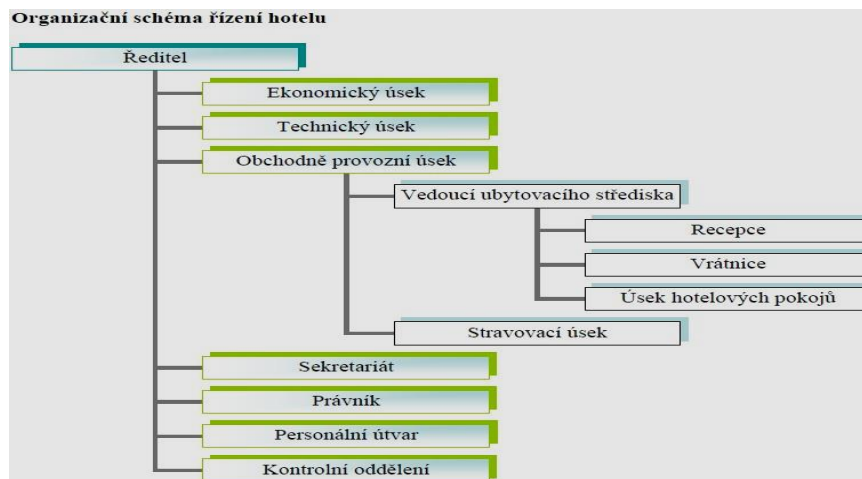 Organizační schéma řízení hotelu
Ředitel
Ekonomický úsek
Technický úsek
Obchodně provozní úsek
Vedoucí ubytovacího střediska
Recepce
Vrátnice
Úsek hotelových pokojů
Stravovací úsek
Sekretariát
Právník
Personální útvar
Kontrolní oddělení